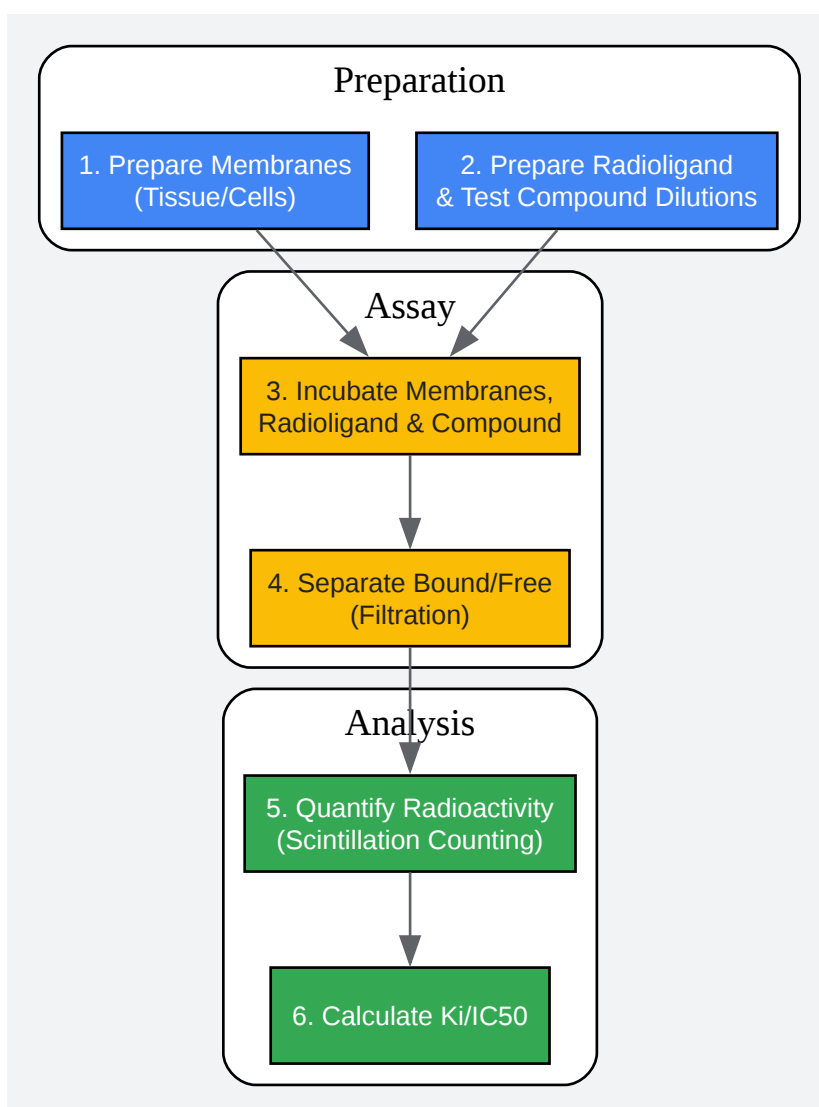 Preparation
1. Prepare Membranes
(Tissue/Cells)
2. Prepare Radioligand
& Test Compound Dilutions
Assay
3. Incubate Membranes,
Radioligand & Compound
4. Separate Bound/Free
(Filtration)
Analysis
5. Quantify Radioactivity
(Scintillation Counting)
6. Calculate Ki/IC50